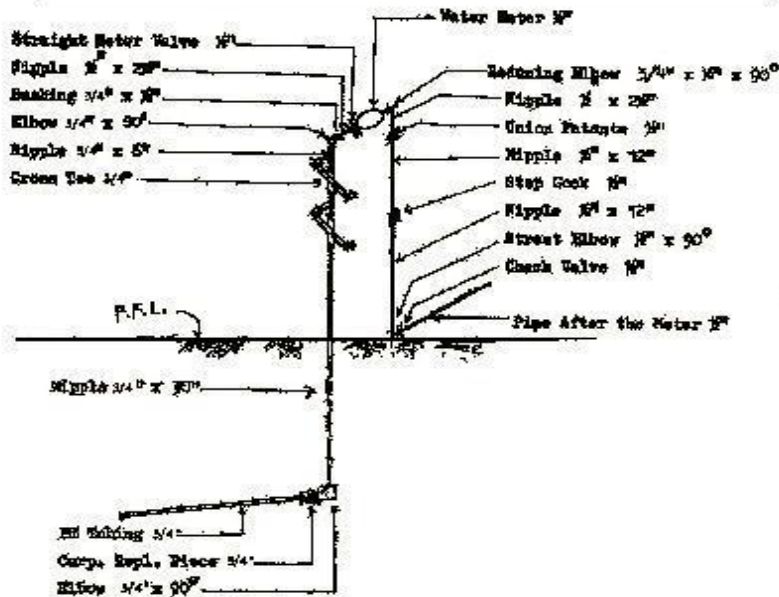 Water Meter ½"
Straight Meter Valve ½"
Nipple ½" x 2½"
Bushing 3/4" x ½"
Elbow 3/4" x 90°
Nipple 3/4" x 6"
Cross Tee 3/4"
Reducing Elbow 3/4" x ½" x 90°
Nipple ½" x 2½"
Union Patente ½"
Nipple ½" x 12"
Stop Cock ½"
Nipple ½" x 12"
Street Elbow ½" x 90°
Check Valve ½"
Pipe After the Meter ½"
Nipple 3/4" x
PE Tubing 3/4"
Comp. Repl. Piece 3/4"
Elbow 3/4" x 90°